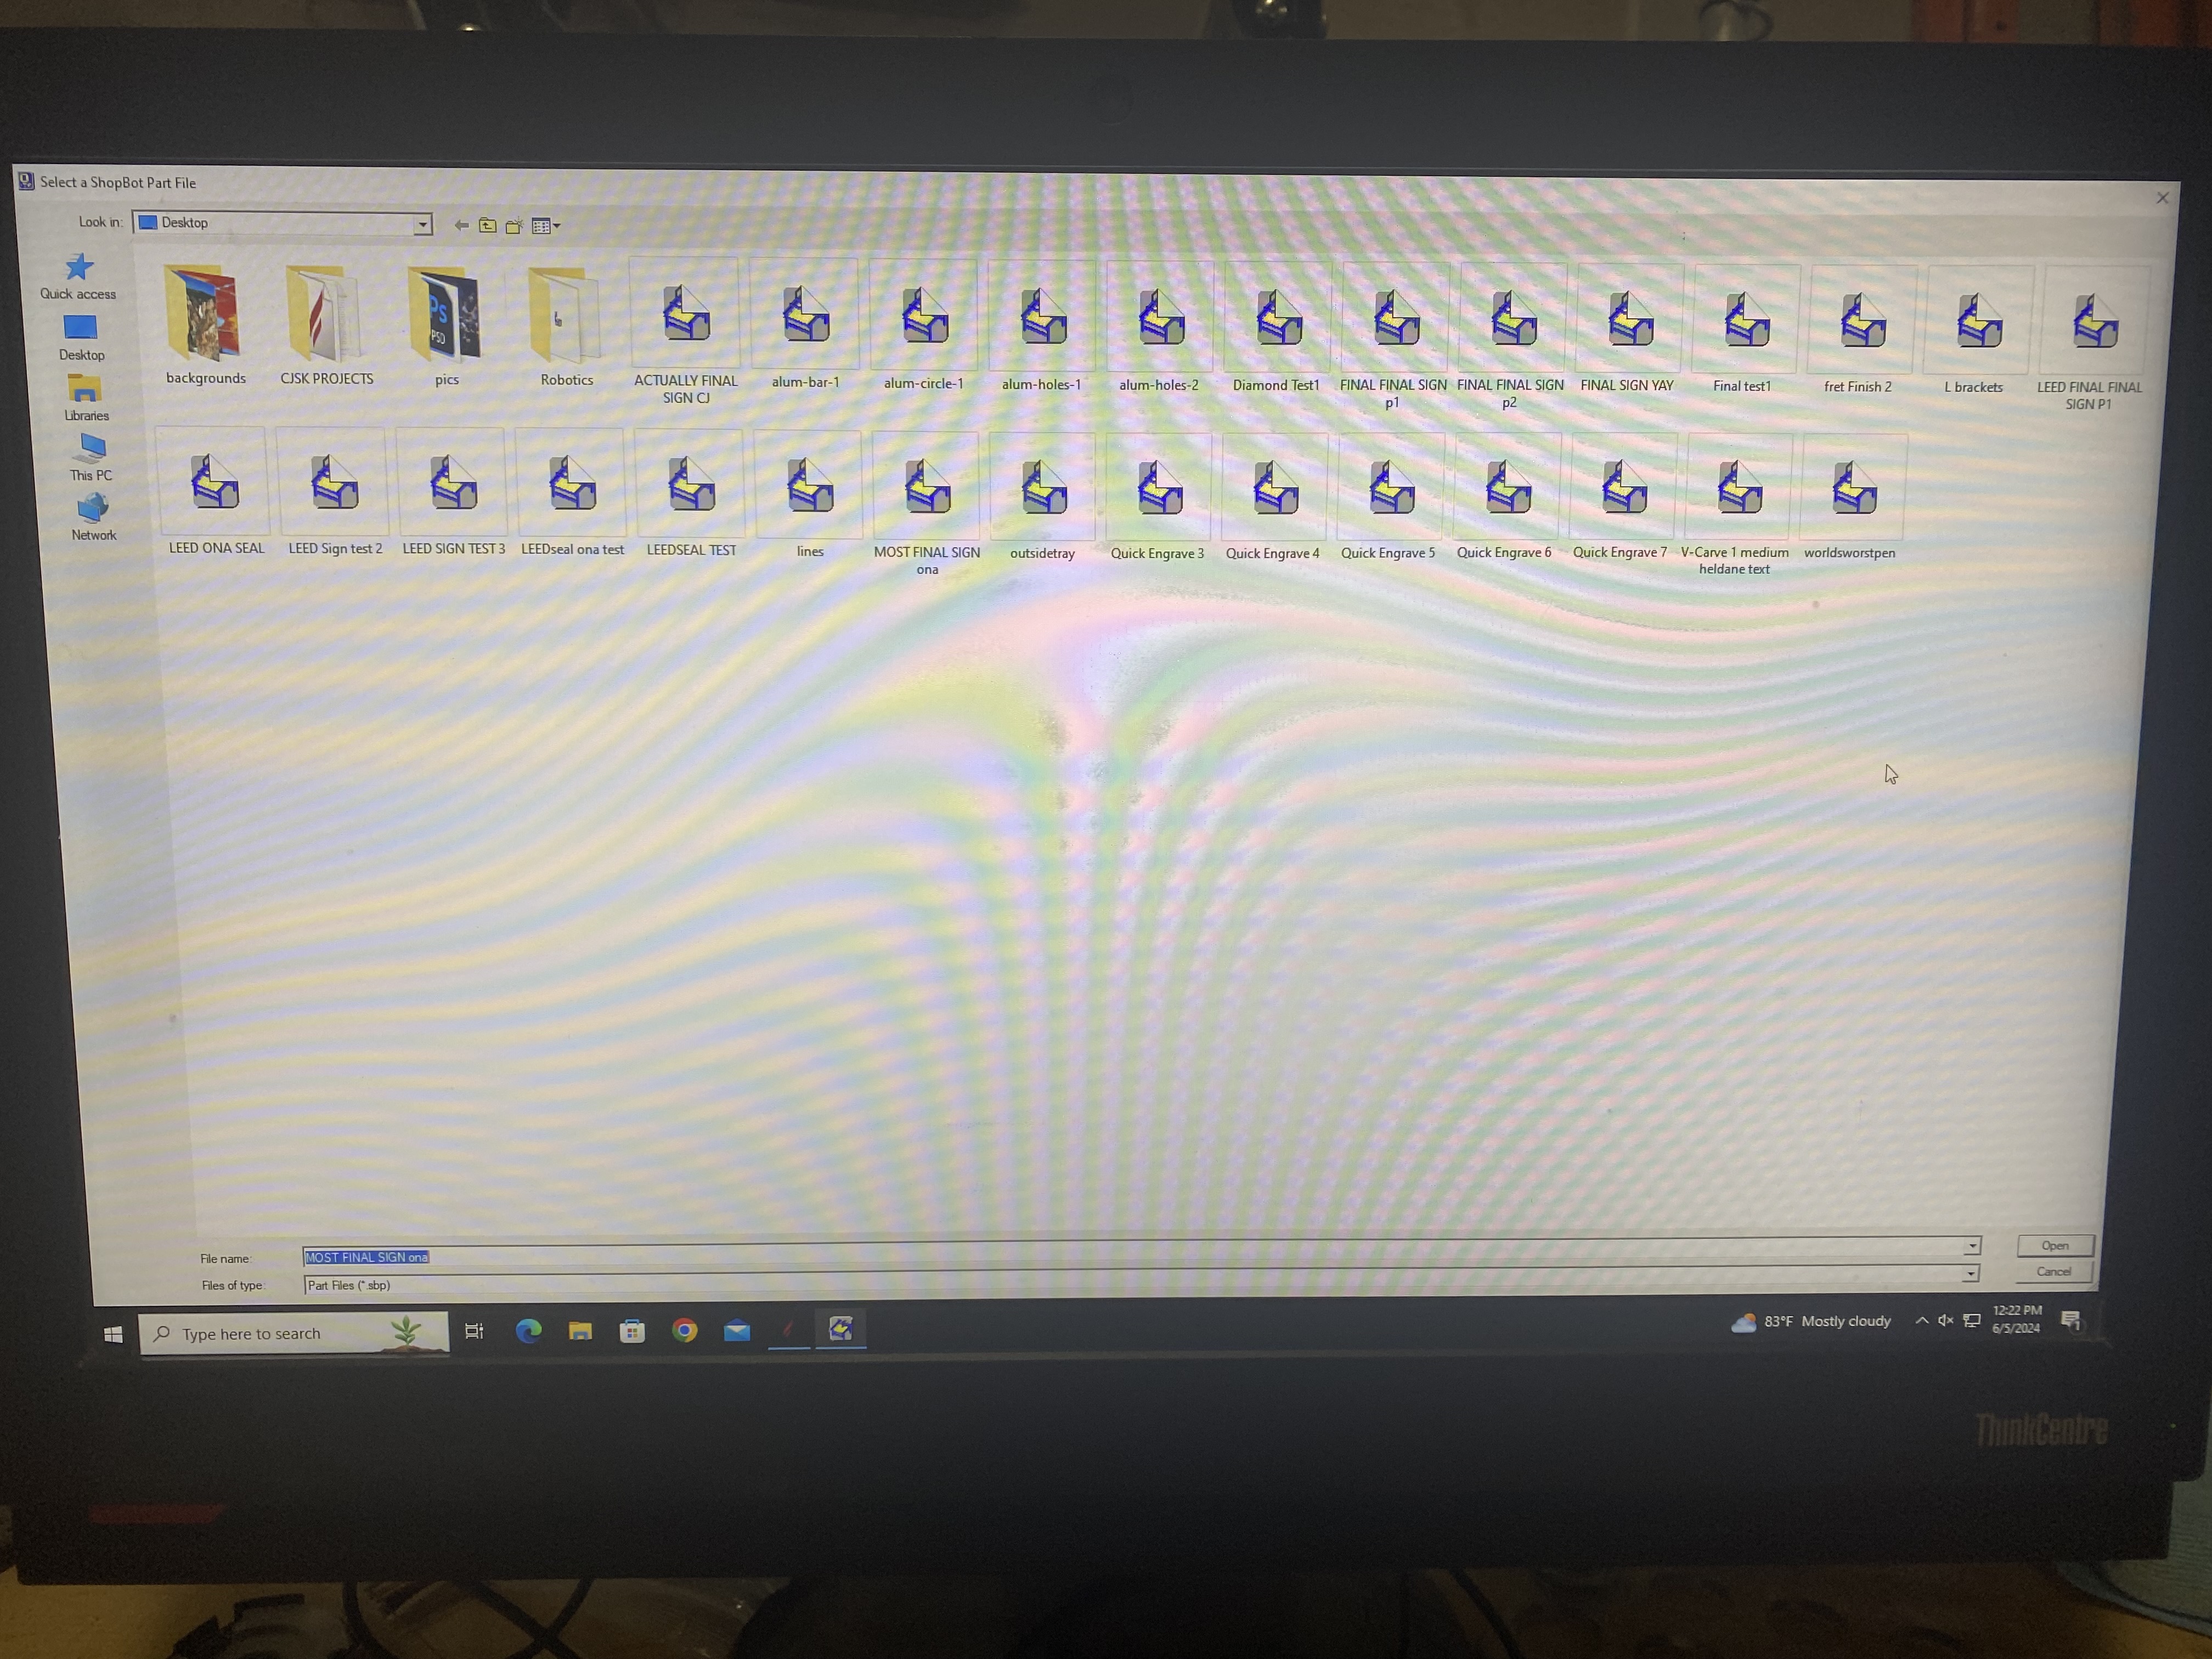 Select a ShopBot Part File
Look in: Desktop
Quick access
Desktop
Libraries
This PC
Network
Ps
PSD
backgrounds
CJSK PROJECTS
pics
Robotics
ACTUALLY FINAL
SIGN CJ
alum-bar-1
alum-circle-1
alum-holes-1
alum-holes-2
Diamond Test1
FINAL FINAL SIGN
p1
FINAL FINAL SIGN
p2
FINAL SIGN YAY
Final test1
fret Finish 2
L brackets
LEED FINAL FINAL
SIGN P1
LEED ONA SEAL
LEED Sign test 2
LEED SIGN TEST 3
LEEDseal ona test
LEEDSEAL TEST
lines
MOST FINAL SIGN
ona
outsidetray
Quick Engrave 3
Quick Engrave 4
Quick Engrave 5
Quick Engrave 6
Quick Engrave 7
V-Carve 1 medium
heldane text
worldsworstpen
File name: MOST FINAL SIGN ona
Open
Files of type: Part Files (*.sbp)
Cancel
Type here to search
83°F Mostly cloudy
12:22 PM
6/5/2024
1
ThinkCentre